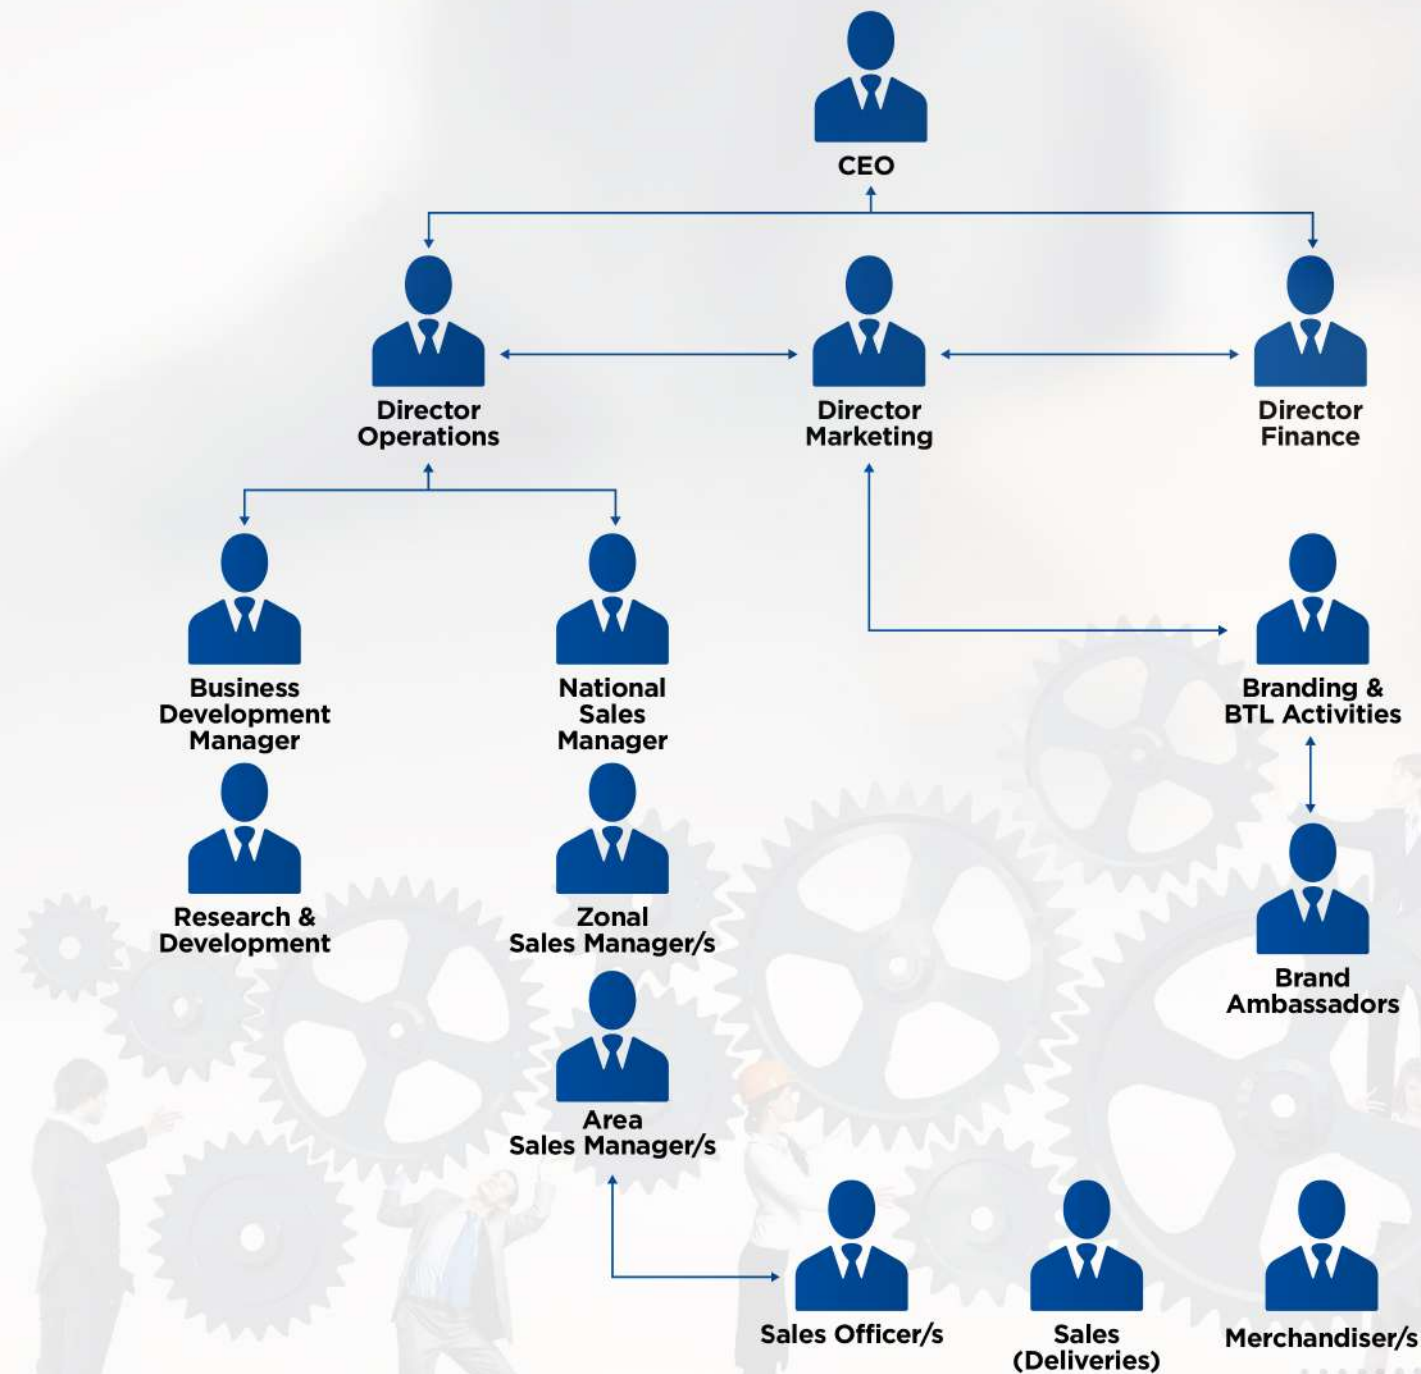 CEO
Director
Operations
Director
Marketing
Director
Finance
Business
Development
Manager
National
Sales
Manager
Branding &
BTL Activities
Research &
Development
Zonal
Sales Manager/s
Brand
Ambassadors
Area
Sales Manager/s
Sales Officer/s
Sales
(Deliveries)
Merchandiser/s